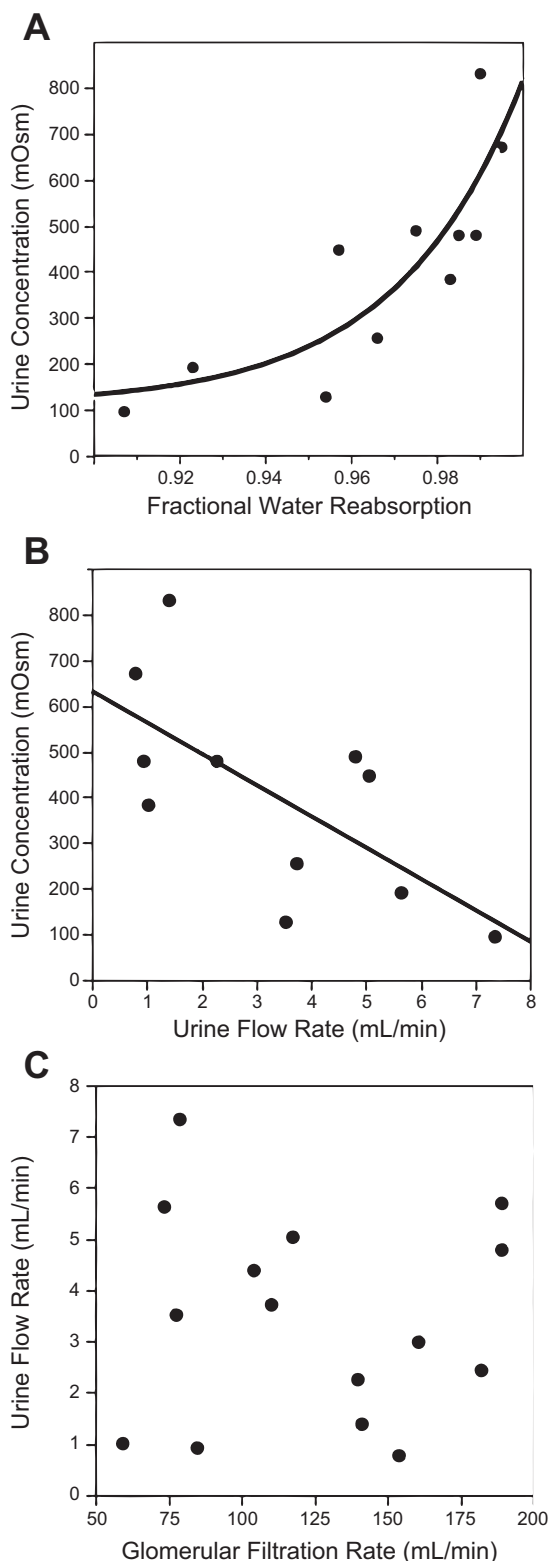 A
800
700
600
500
400
300
200
100
0
Urine Concentration (mOsm)
0.92 0.94 0.96 0.98
Fractional Water Reabsorption
B
800
700
600
500
400
300
200
100
0
Urine Concentration (mOsm)
0 1 2 3 4 5 6 7 8
Urine Flow Rate (mL/min)
C
8
7
6
5
4
3
2
1
0
Urine Flow Rate (mL/min)
50 75 100 125 150 175 200
Glomerular Filtration Rate (mL/min)